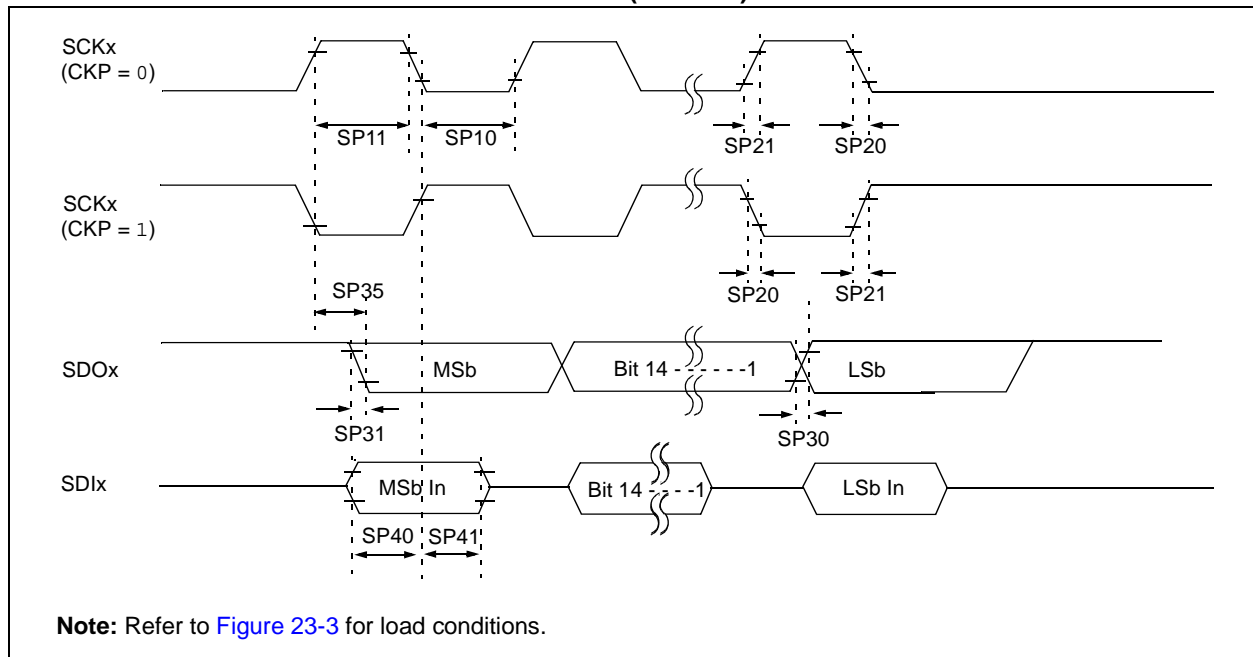 SCKx
(CKP = 0)
SP11
SP10
SP21
SP20
SCKx
(CKP = 1)
SP35
SP20
SP21
SDOx
MSb
Bit 14 - - - - - -1
LSb
SP31
SP30
SDIx
MSb In
Bit 14 - - - - -1
LSb In
SP40
SP41
Note: Refer to Figure 23-3 for load conditions.